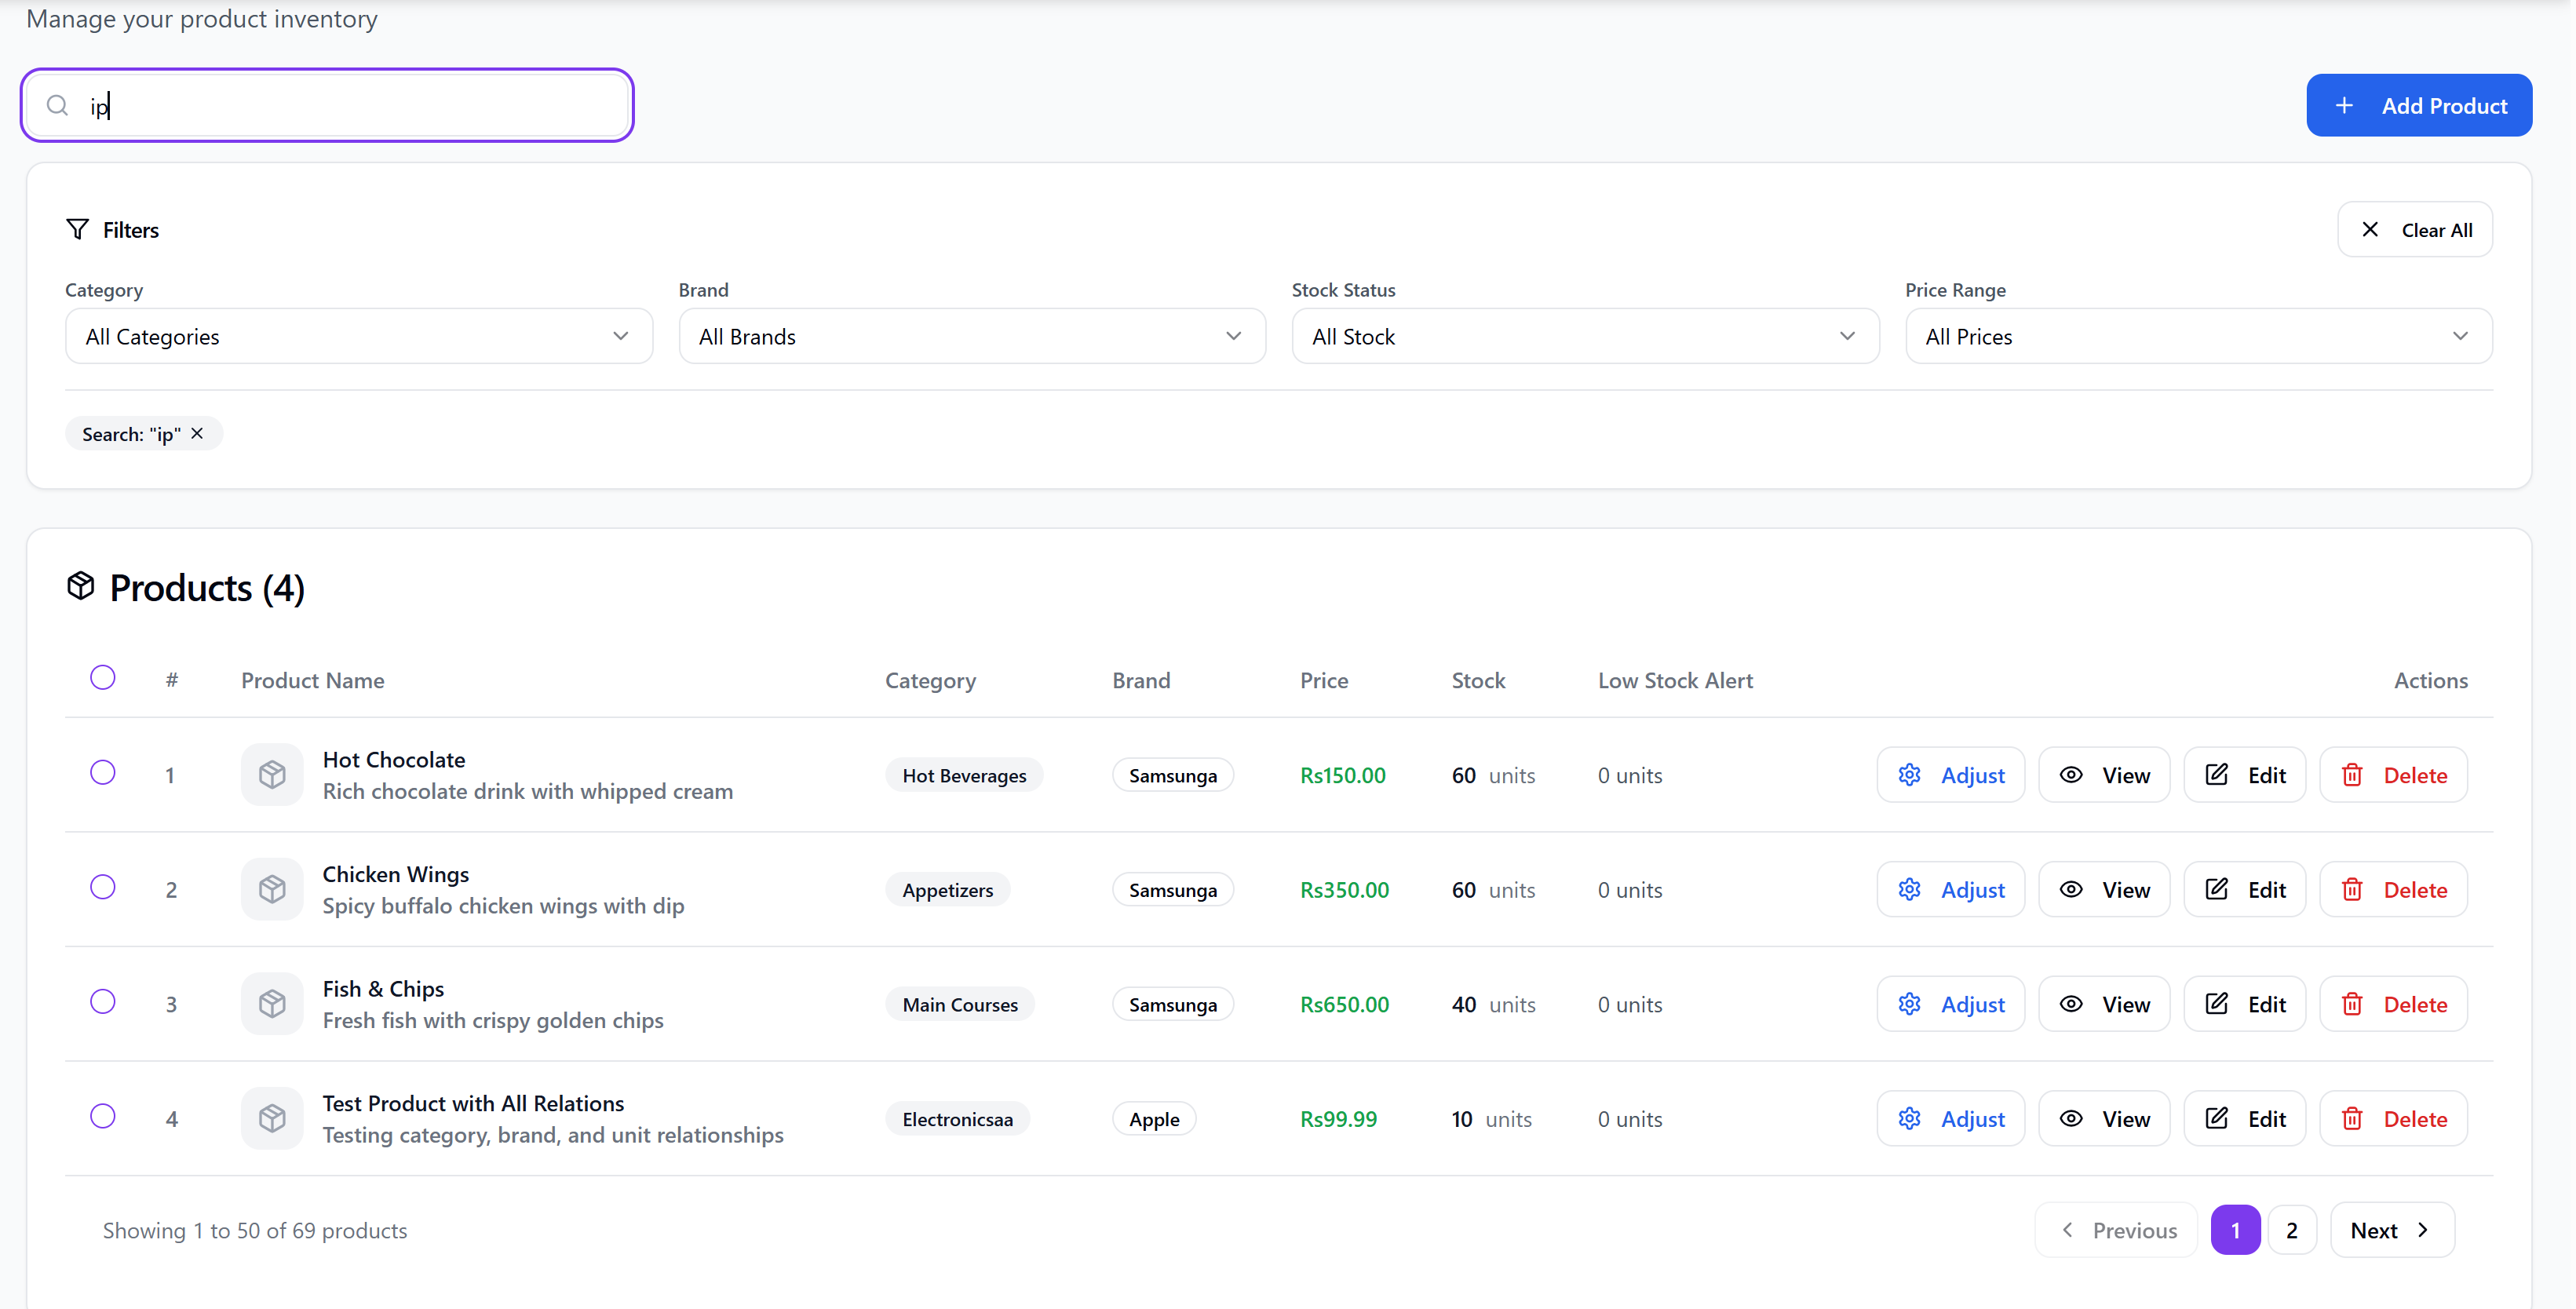 Manage your product inventory
ip
Add Product
Filters
Clear All
Category
Brand
Stock Status
Price Range
All Categories
All Brands
All Stock
All Prices
Search: "ip"
Products (4)
# Product Name Category Brand Price Stock Low Stock Alert Actions
1 Hot Chocolate Hot Beverages Samsunga Rs150.00 60 units 0 units Adjust View Edit Delete
Rich chocolate drink with whipped cream
2 Chicken Wings Appetizers Samsunga Rs350.00 60 units 0 units Adjust View Edit Delete
Spicy buffalo chicken wings with dip
3 Fish & Chips Main Courses Samsunga Rs650.00 40 units 0 units Adjust View Edit Delete
Fresh fish with crispy golden chips
4 Test Product with All Relations Electronicsaa Apple Rs99.99 10 units 0 units Adjust View Edit Delete
Testing category, brand, and unit relationships
Showing 1 to 50 of 69 products
Previous 1 2 Next